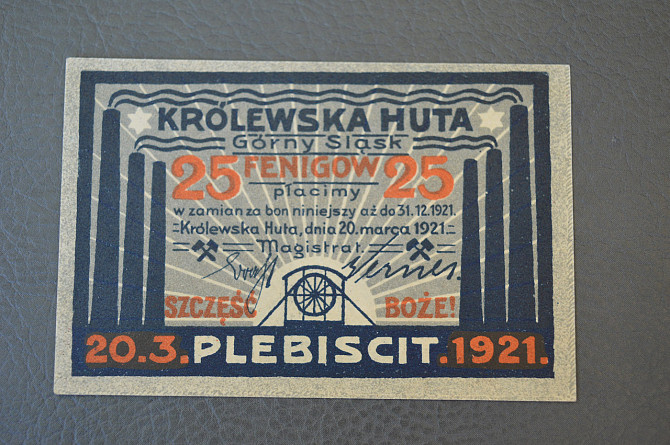 KRÓLEWSKA HUTA
Górny Śląsk
25 FENIGÓW 25
płacimy
w zamian za bon niniejszy aż do 31.12.1921.
Królewska Huta, dnia 20. marca 1921.
Magistrat.
SZCZĘŚĆ BOŻE!
20.3. PLEBISCIT. 1921.